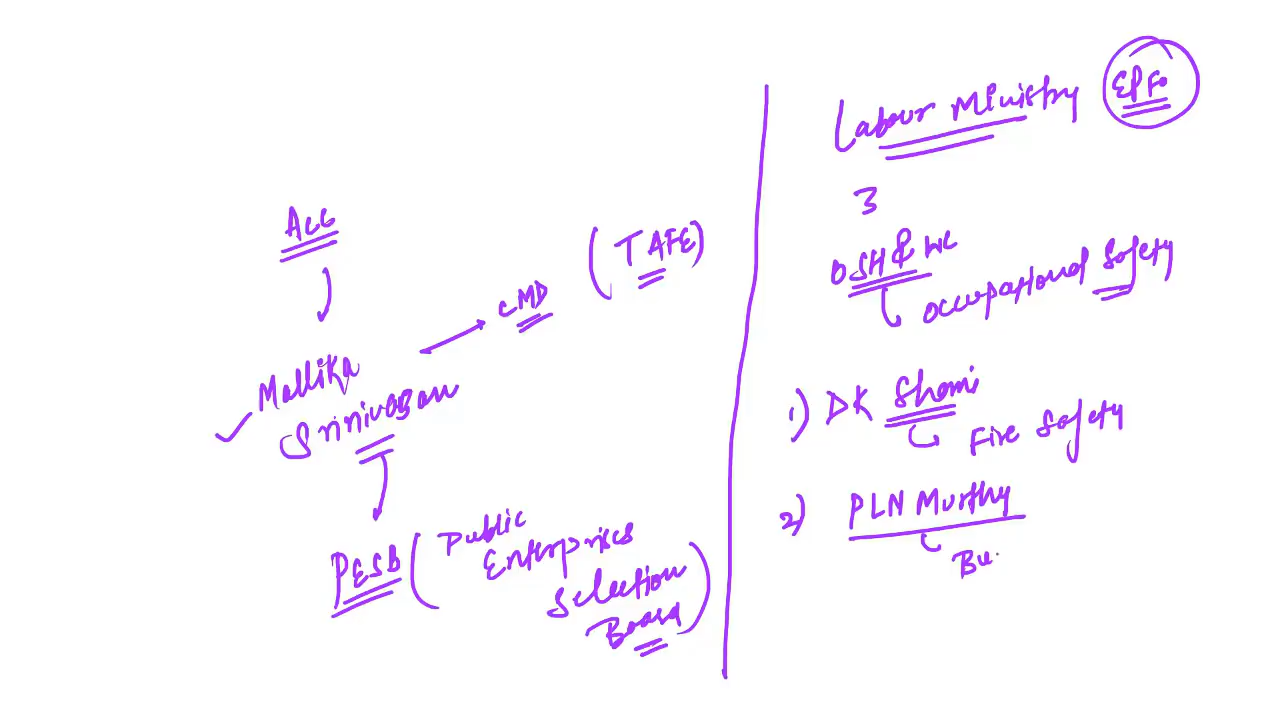 ACC
Mallika
Srinivasan
CMD
(TAFE)
PESB (Public
Enterprises
Selection
Board)
Labour Ministry EPFO
3
OSH & WC
Occupational Safety
1) DK Shami
Fire Safety
2) PLN Murthy
Bu